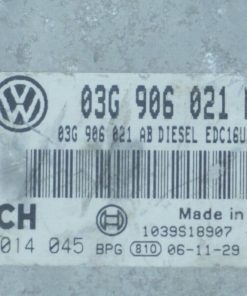 03G 906 021
03G 906 021 AB DIESEL EDC16U
CH
Made in
1039S18907
014 045 BPG 810 06-11-29